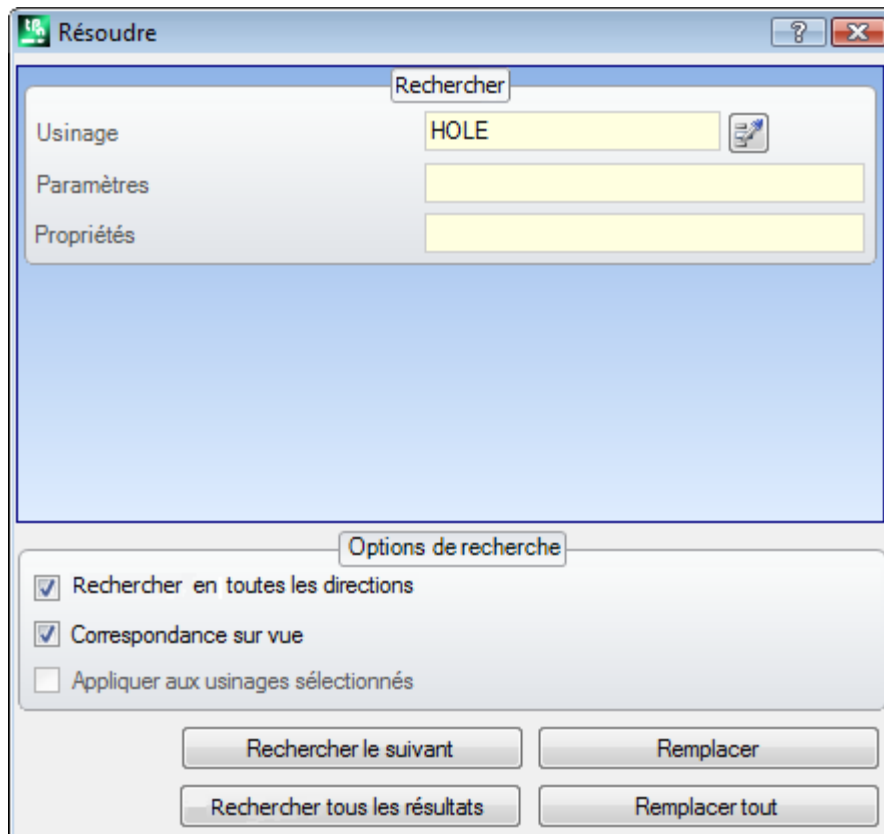 Résoudre
Rechercher
Usinage HOLE
Paramètres
Propriétés
Options de recherche
Rechercher en toutes les directions
Correspondance sur vue
Appliquer aux usinages sélectionnés
Rechercher le suivant Remplacer
Rechercher tous les résultats Remplacer tout